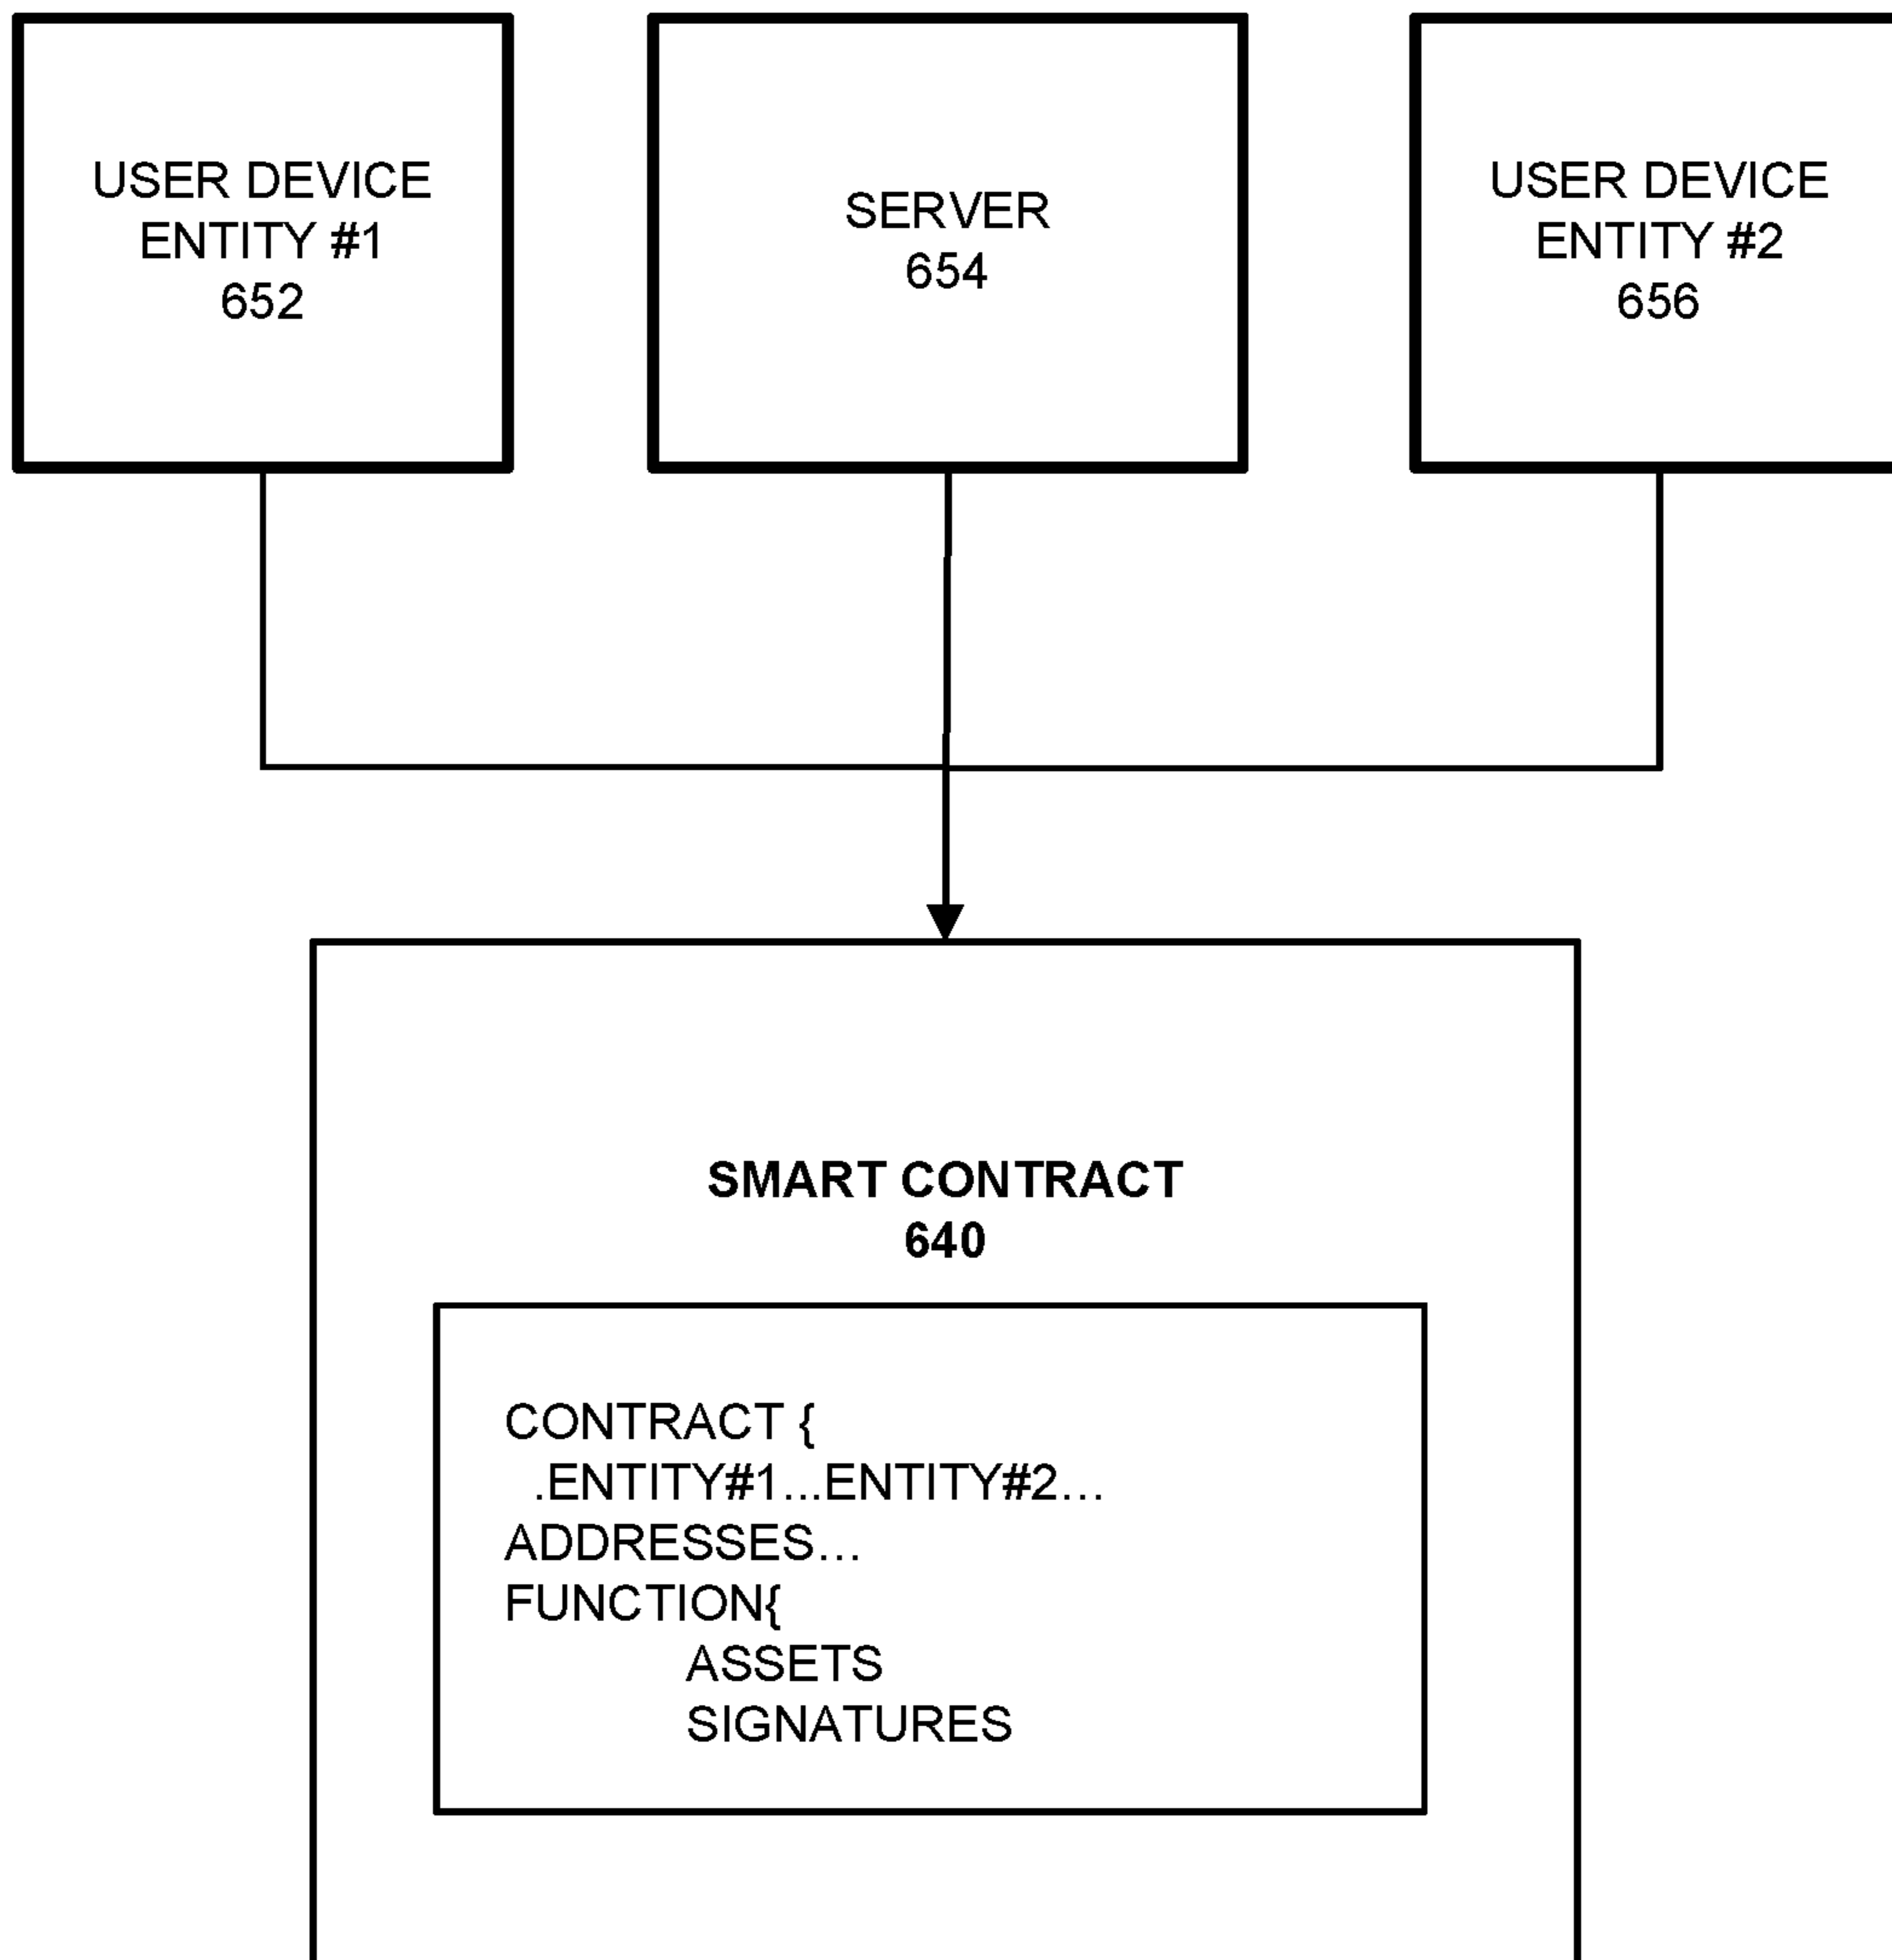 USER DEVICE
ENTITY #1
652
SERVER
654
USER DEVICE
ENTITY #2
656
SMART CONTRACT
640
CONTRACT {
.ENTITY#1...ENTITY#2…
ADDRESSES…
FUNCTION{
ASSETS
SIGNATURES